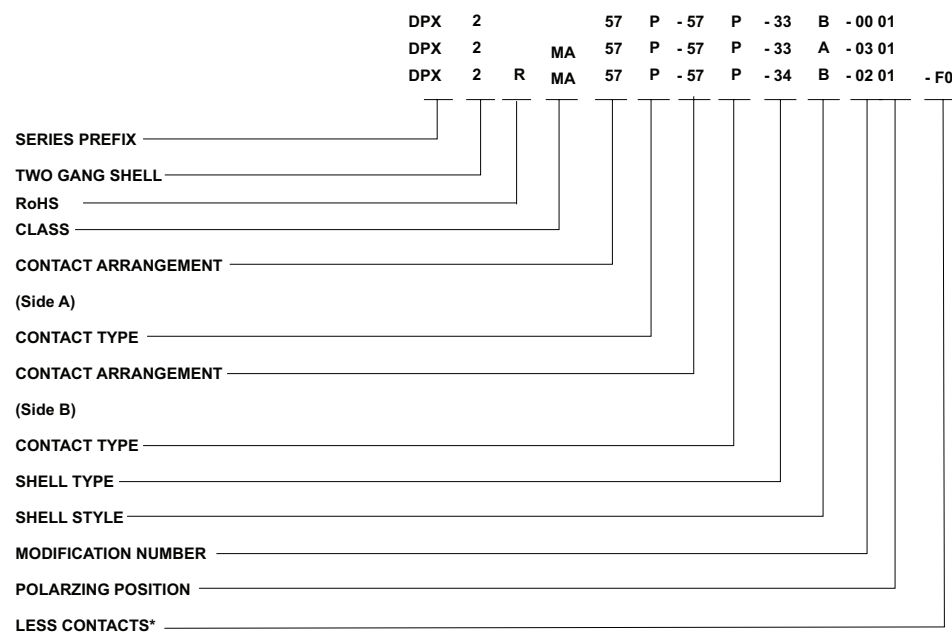 DPX 2 57 P - 57 P - 33 B - 00 01
DPX 2 MA 57 P - 57 P - 33 A - 03 01
DPX 2 R MA 57 P - 57 P - 34 B - 02 01 - F0
SERIES PREFIX
TWO GANG SHELL
RoHS
CLASS
CONTACT ARRANGEMENT
(Side A)
CONTACT TYPE
CONTACT ARRANGEMENT
(Side B)
CONTACT TYPE
SHELL TYPE
SHELL STYLE
MODIFICATION NUMBER
POLARZING POSITION
LESS CONTACTS*